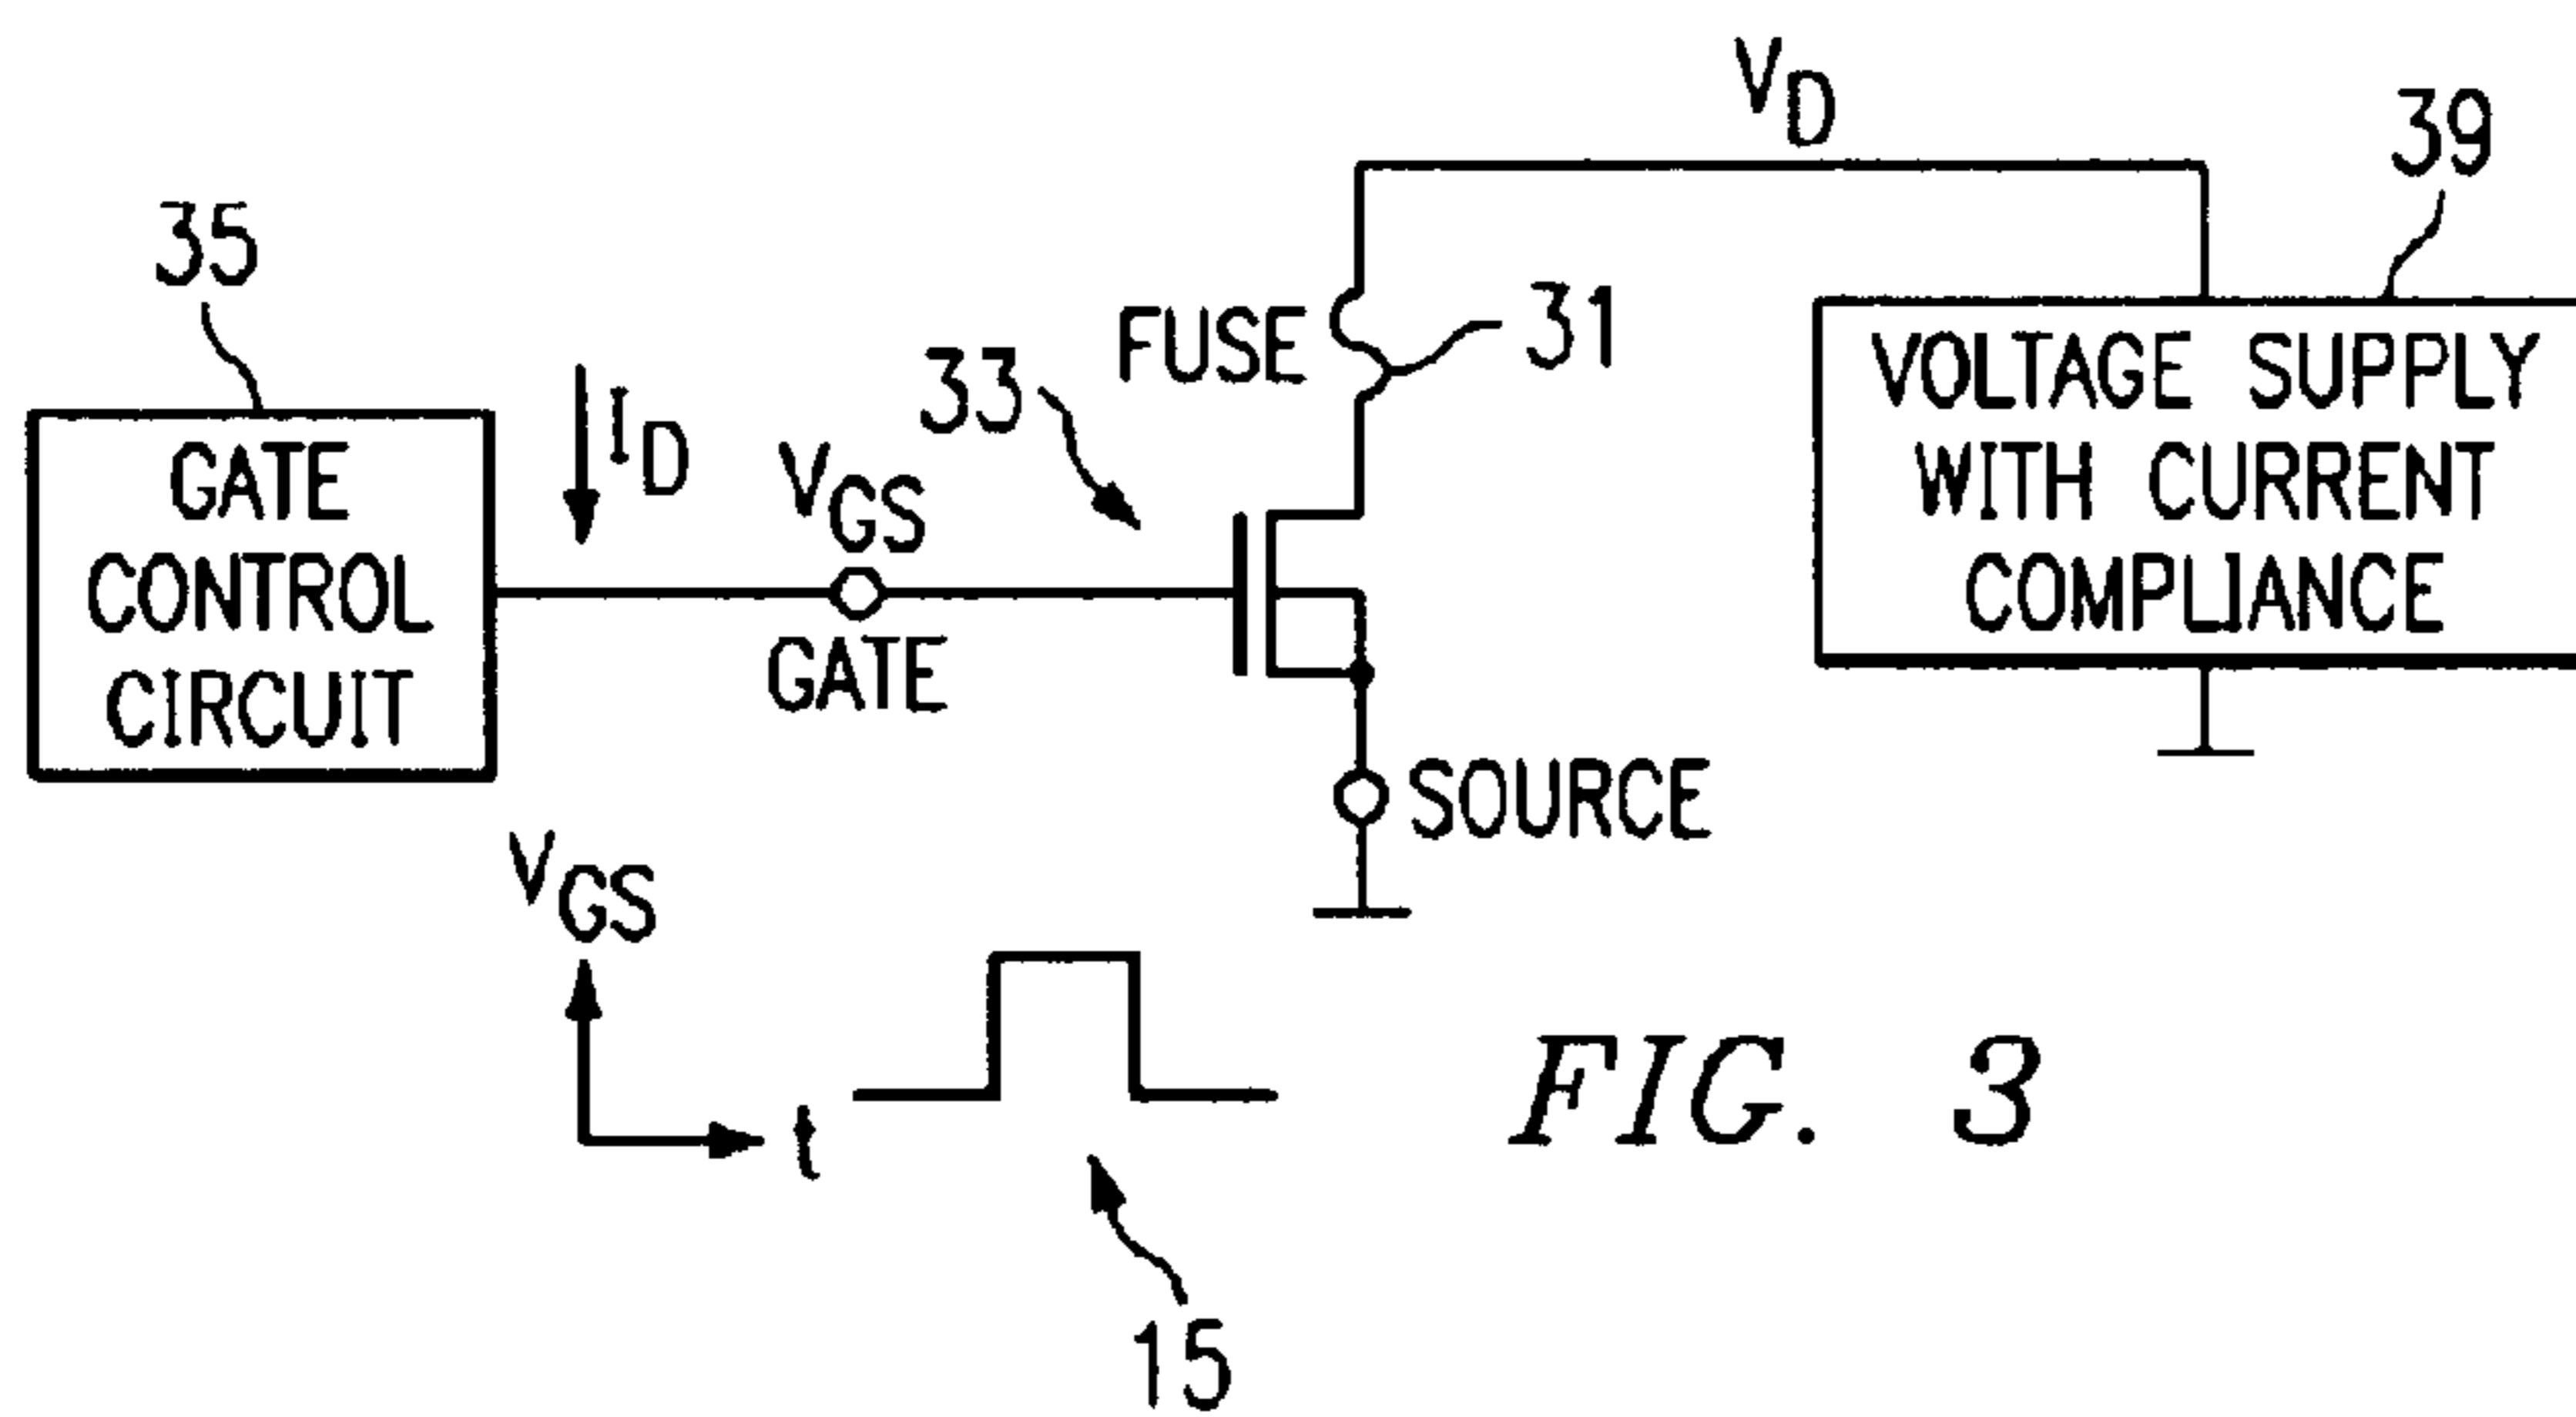 V_D
39
35
FUSE
31
33
I_D
V_GS
VOLTAGE SUPPLY
WITH CURRENT
COMPLIANCE
GATE
CONTROL
CIRCUIT
GATE
SOURCE
V_GS
t
15
FIG. 3